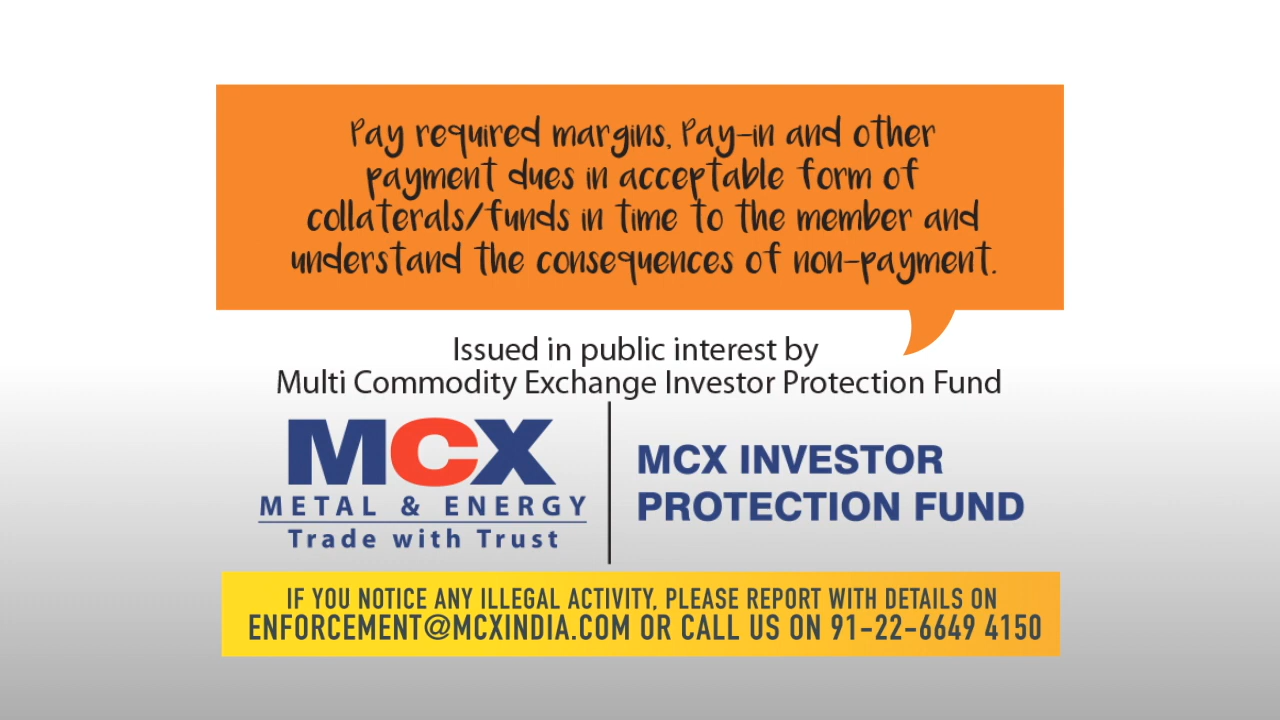 Pay required margins, Pay-in and other
payment dues in acceptable form of
collaterals/funds in time to the member and
understand the consequences of non-payment.
Issued in public interest by
Multi Commodity Exchange Investor Protection Fund
MCX
METAL & ENERGY
Trade with Trust
MCX INVESTOR
PROTECTION FUND
IF YOU NOTICE ANY ILLEGAL ACTIVITY, PLEASE REPORT WITH DETAILS ON
ENFORCEMENT@MCXINDIA.COM OR CALL US ON 91-22-6649 4150